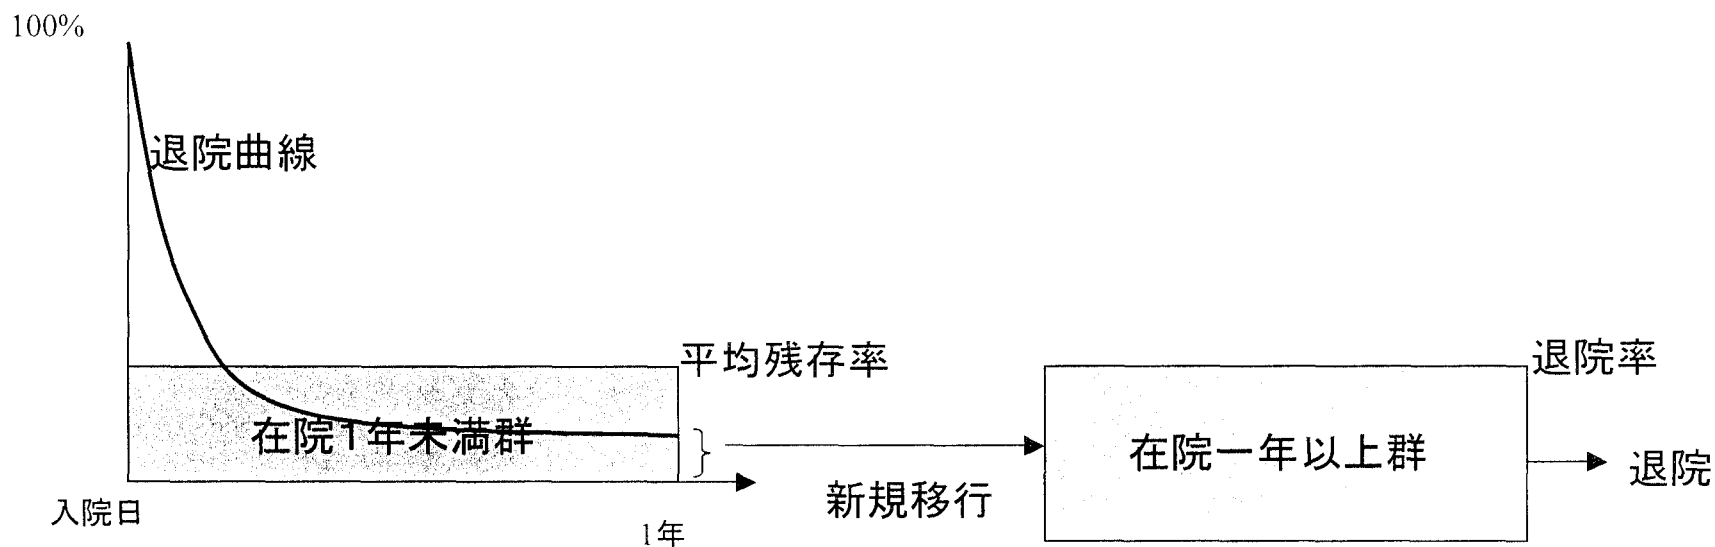 100%
退院曲線
平均残存率
退院率
在院1年未満群
在院一年以上群
退院
新規移行
入院日
1年